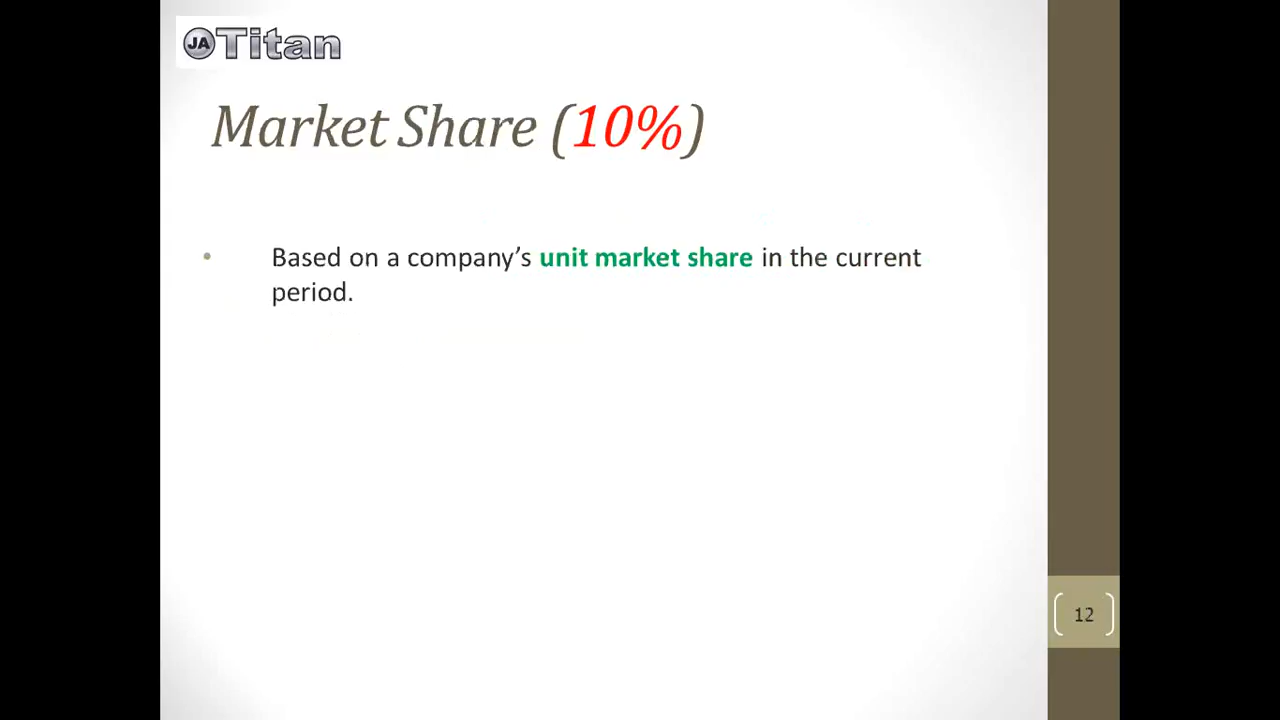 JA Titan
Market Share (10%)
• Based on a company’s unit market share in the current
period.
12